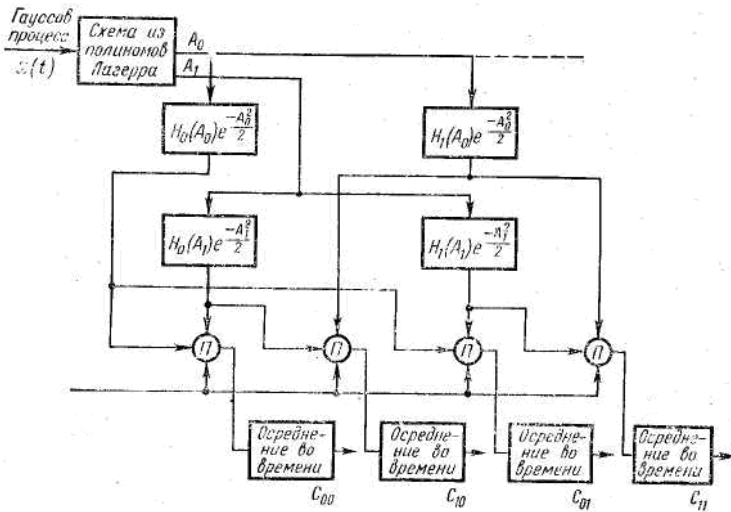 Гауссов
процесс
x(t)
Схема из
полиномов
Лагерра
A₀
A₁
H₀(A₀)e^(-A₀²/2)
H₁(A₀)e^(-A₀²/2)
H₀(A₁)e^(-A₁²/2)
H₁(A₁)e^(-A₁²/2)
П
П
П
П
Осредне-
ние во
времени
C₀₀
Осредне-
ние во
времени
C₁₀
Осредне-
ние во
времени
C₀₁
Осредне-
ние во
времени
C₁₁